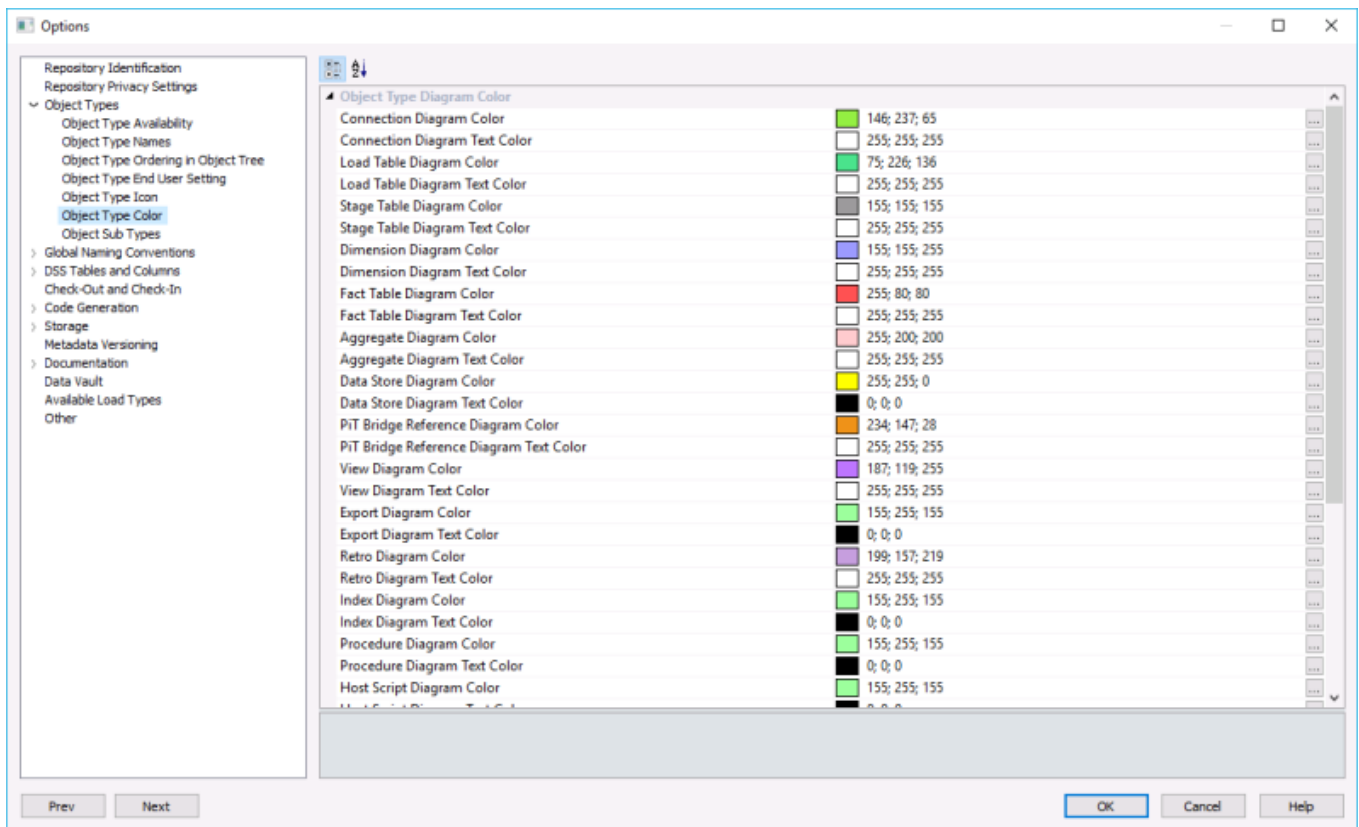 Options
Repository Identification
Repository Privacy Settings
Object Types
Object Type Availability
Object Type Names
Object Type Ordering in Object Tree
Object Type End User Setting
Object Type Icon
Object Type Color
Object Sub Types
Global Naming Conventions
DSS Tables and Columns
Check-Out and Check-In
Code Generation
Storage
Metadata Versioning
Documentation
Data Vault
Available Load Types
Other
Object Type Diagram Color
Connection Diagram Color 146; 237; 65
Connection Diagram Text Color 255; 255; 255
Load Table Diagram Color 75; 226; 136
Load Table Diagram Text Color 255; 255; 255
Stage Table Diagram Color 155; 155; 155
Stage Table Diagram Text Color 255; 255; 255
Dimension Diagram Color 155; 155; 255
Dimension Diagram Text Color 255; 255; 255
Fact Table Diagram Color 255; 80; 80
Fact Table Diagram Text Color 255; 255; 255
Aggregate Diagram Color 255; 200; 200
Aggregate Diagram Text Color 255; 255; 255
Data Store Diagram Color 255; 255; 0
Data Store Diagram Text Color 0; 0; 0
PiT Bridge Reference Diagram Color 234; 147; 28
PiT Bridge Reference Diagram Text Color 255; 255; 255
View Diagram Color 187; 119; 255
View Diagram Text Color 255; 255; 255
Export Diagram Color 155; 255; 155
Export Diagram Text Color 0; 0; 0
Retro Diagram Color 199; 157; 219
Retro Diagram Text Color 255; 255; 255
Index Diagram Color 155; 255; 155
Index Diagram Text Color 0; 0; 0
Procedure Diagram Color 155; 255; 155
Procedure Diagram Text Color 0; 0; 0
Host Script Diagram Color 155; 255; 155
Prev Next OK Cancel Help